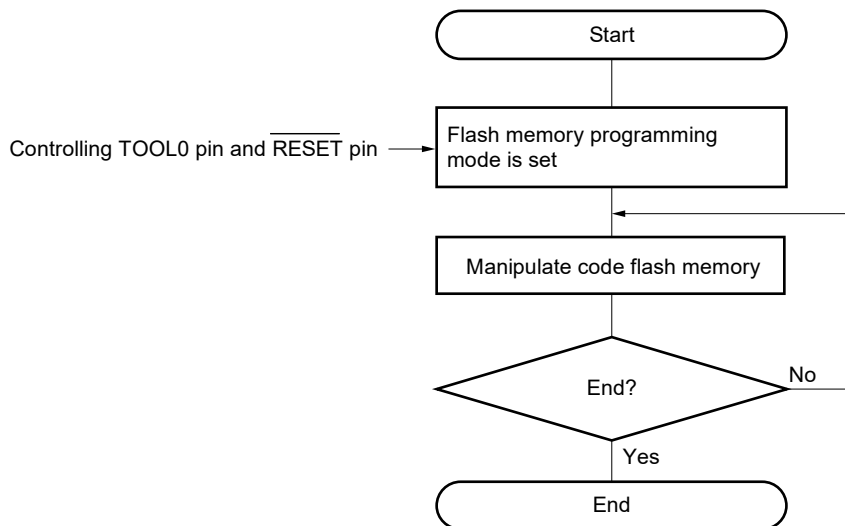 Start
Controlling TOOL0 pin and RESET pin
Flash memory programming
mode is set
Manipulate code flash memory
End?
No
Yes
End